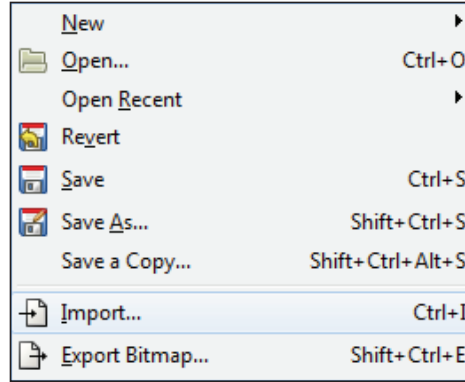 New
Open... Ctrl+O
Open Recent
Revert
Save Ctrl+S
Save As... Shift+Ctrl+S
Save a Copy... Shift+Ctrl+Alt+S
Import... Ctrl+I
Export Bitmap... Shift+Ctrl+E